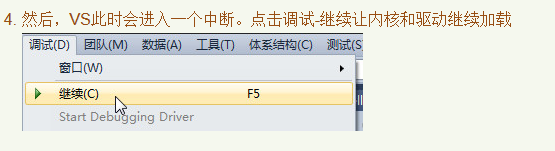 4. 然后，VS此时会进入一个中断。点击调试-继续让内核和驱动继续加载
调试(D) 团队(M) 数据(A) 工具(T) 体系结构(C) 测试(S
窗口(W)
继续(C) F5
Start Debugging Driver